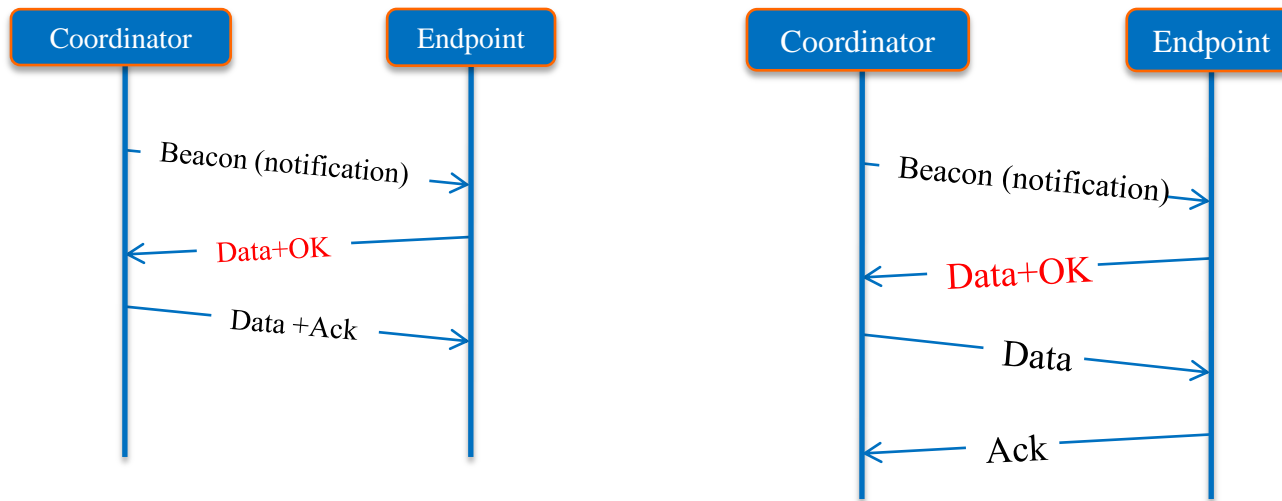 Coordinator
Endpoint
Beacon (notification)
Data+OK
Data +Ack
Coordinator
Endpoint
Beacon (notification)
Data+OK
Data
Ack